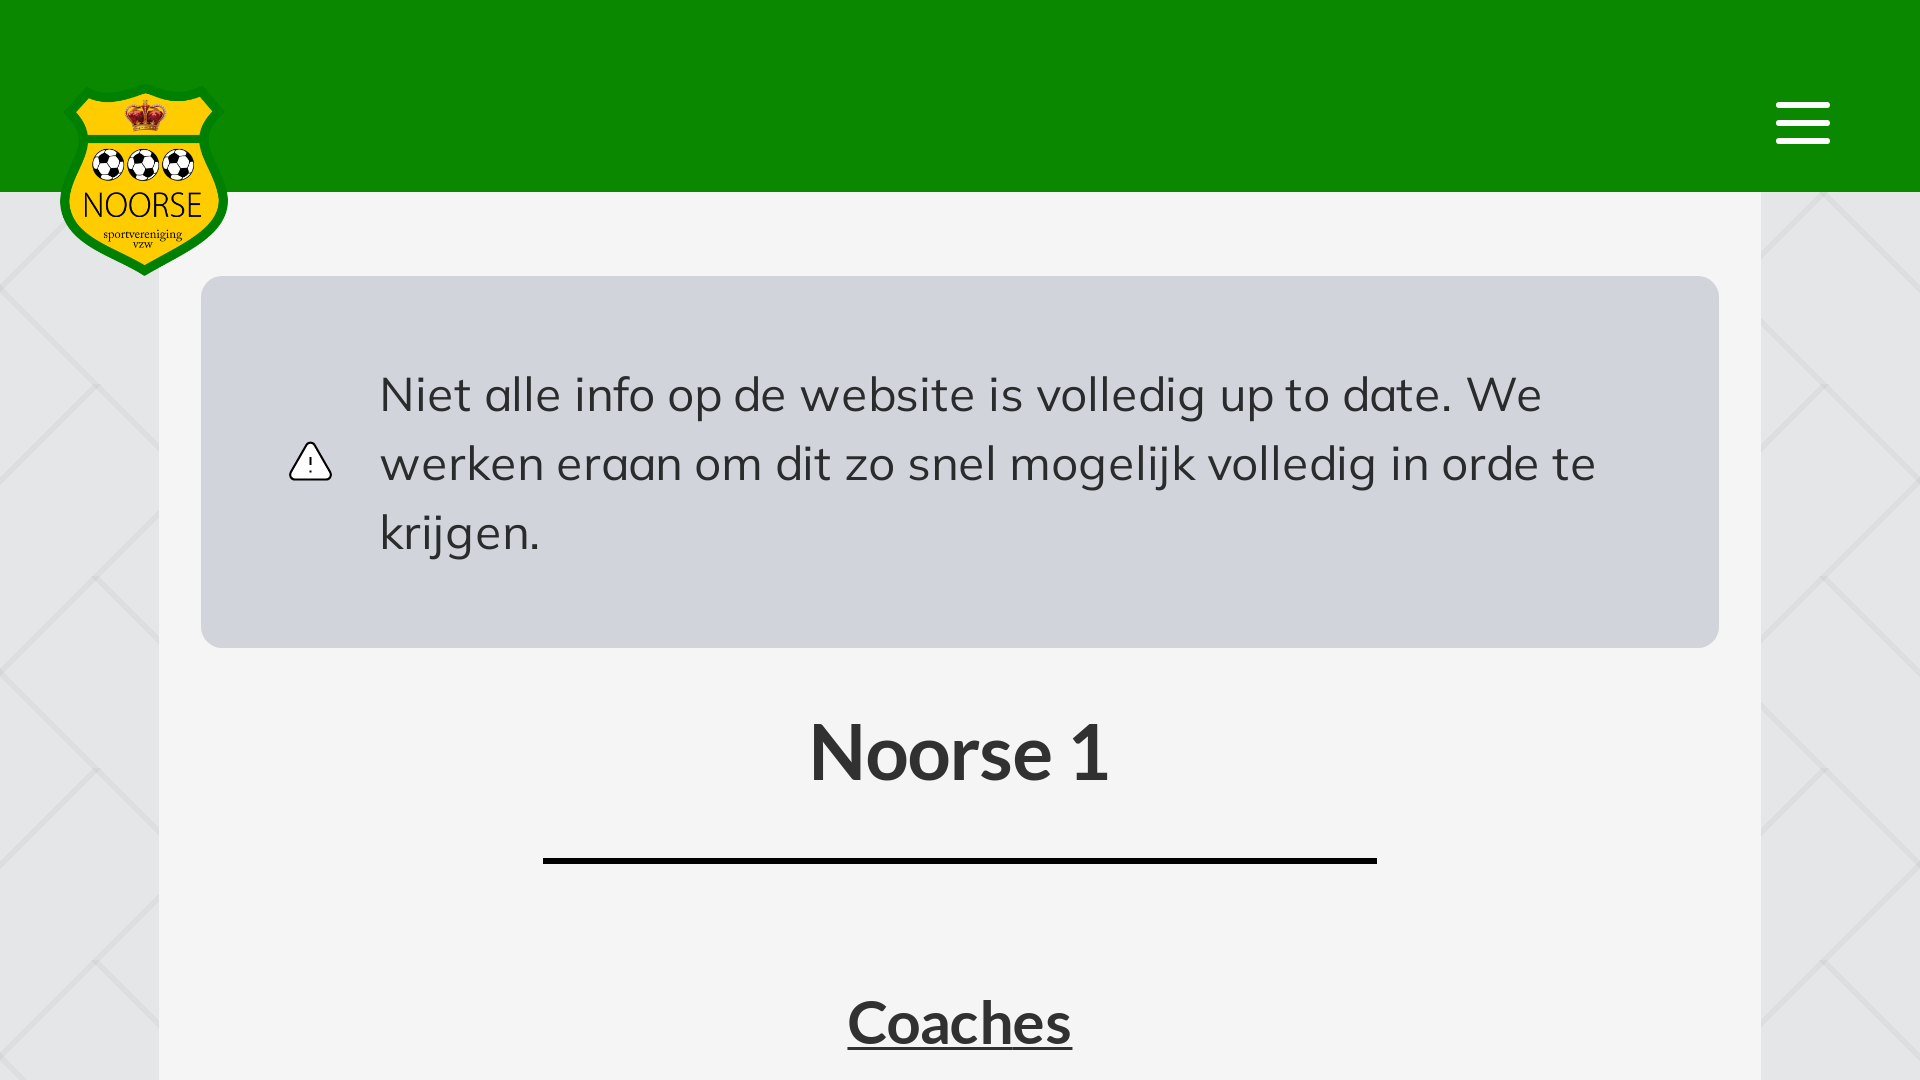 NOORSE
sportvereniging
vzw
Niet alle info op de website is volledig up to date. We
werken eraan om dit zo snel mogelijk volledig in orde te
krijgen.
Noorse 1
Coaches